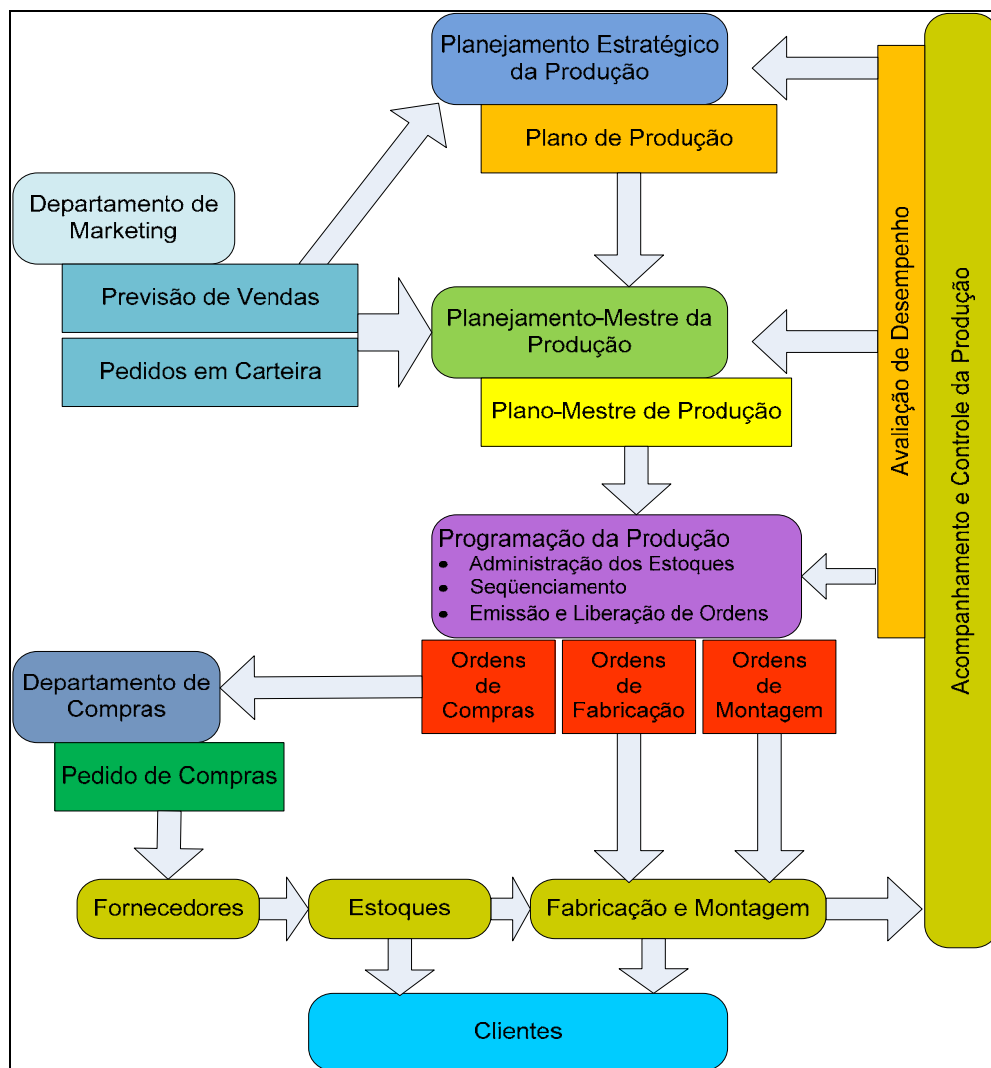 Planejamento Estratégico
da Produção
Plano de Produção
Departamento de
Marketing
Previsão de Vendas
Pedidos em Carteira
Planejamento-Mestre da
Produção
Plano-Mestre de Produção
Programação da Produção
• Administração dos Estoques
• Seqüenciamento
• Emissão e Liberação de Ordens
Ordens
de
Compras
Ordens
de
Fabricação
Ordens
de
Montagem
Departamento de
Compras
Pedido de Compras
Fornecedores
Estoques
Fabricação e Montagem
Clientes
Avaliação de Desempenho
Acompanhamento e Controle da Produção